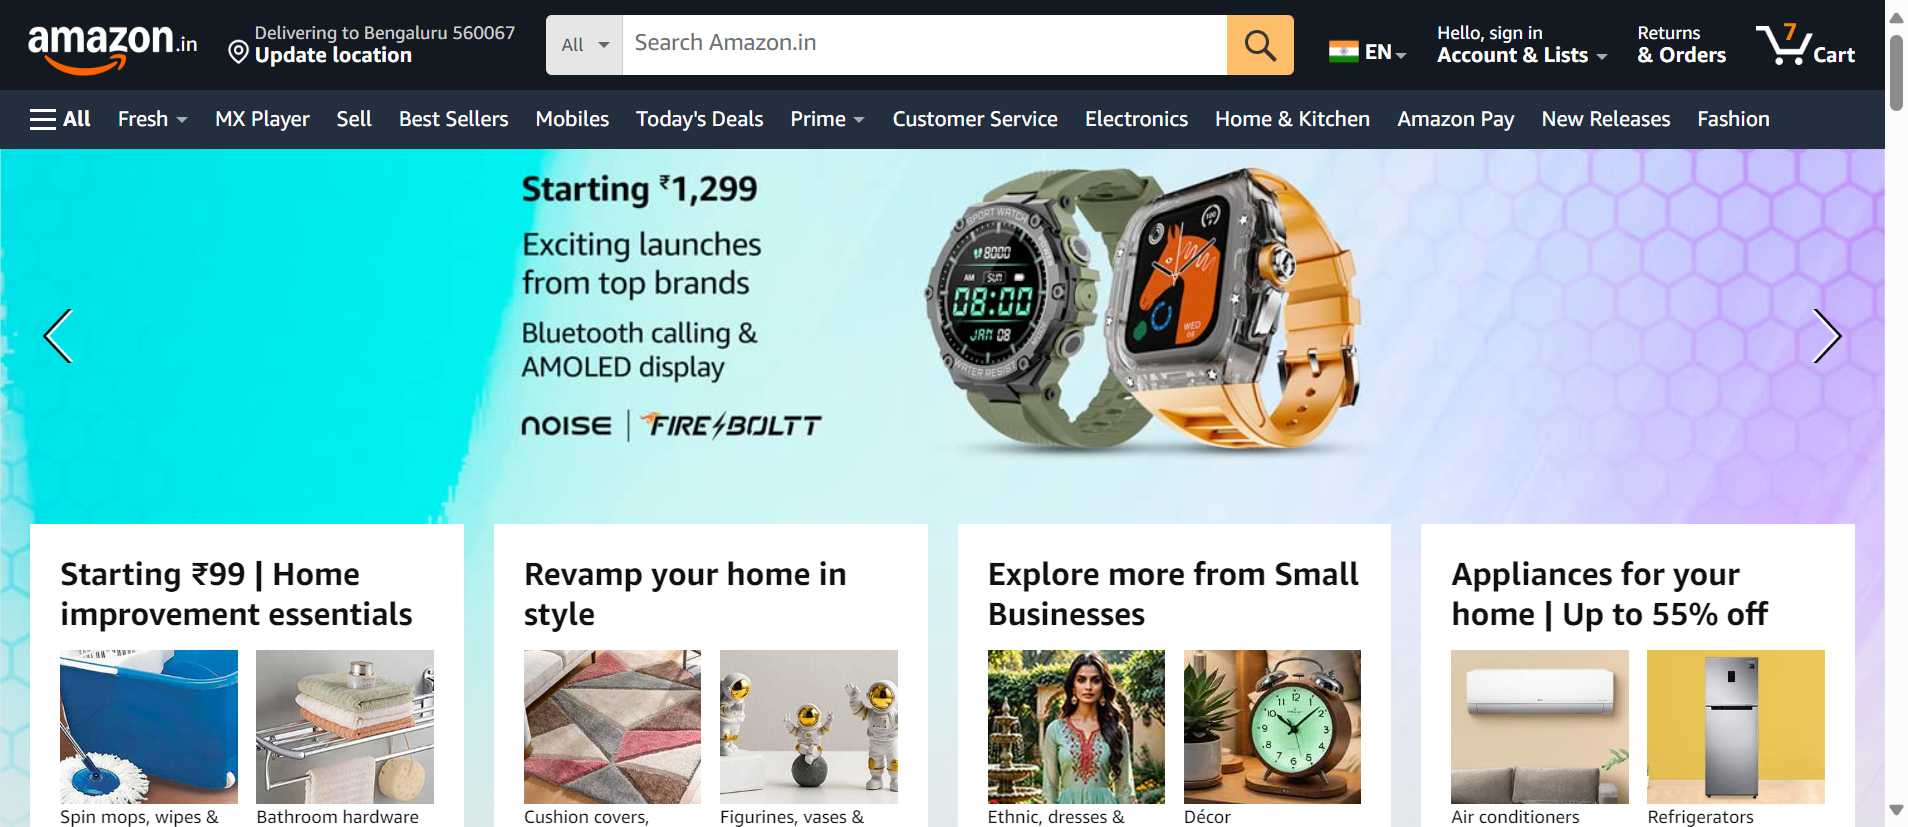 amazon.in
Delivering to Bengaluru 560067
Update location
All
Search Amazon.in
EN
Hello, sign in
Account & Lists
Returns
& Orders
7
Cart
All
Fresh
MX Player
Sell
Best Sellers
Mobiles
Today's Deals
Prime
Customer Service
Electronics
Home & Kitchen
Amazon Pay
New Releases
Fashion
Starting ₹1,299
Exciting launches
from top brands
Bluetooth calling &
AMOLED display
NOISE | FIRE-BOLTT
SPORT WATCH
8000
AM SUN
08:00
JAN 08
WATER RESIST
100
WED
Starting ₹99 | Home
improvement essentials
Spin mops, wipes &
Bathroom hardware
Revamp your home in
style
Cushion covers,
Figurines, vases &
Explore more from Small
Businesses
Ethnic, dresses &
Décor
Appliances for your
home | Up to 55% off
Air conditioners
Refrigerators